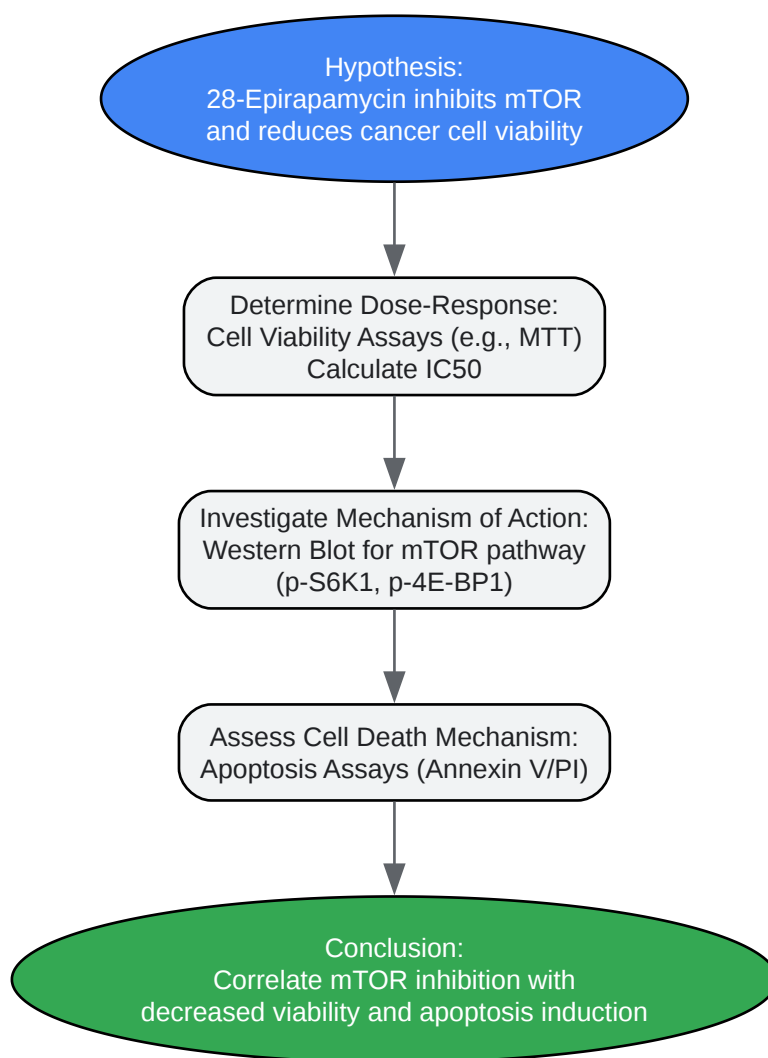 Hypothesis:
28-Epirapamycin inhibits mTOR
and reduces cancer cell viability
Determine Dose-Response:
Cell Viability Assays (e.g., MTT)
Calculate IC50
Investigate Mechanism of Action:
Western Blot for mTOR pathway
(p-S6K1, p-4E-BP1)
Assess Cell Death Mechanism:
Apoptosis Assays (Annexin V/PI)
Conclusion:
Correlate mTOR inhibition with
decreased viability and apoptosis induction